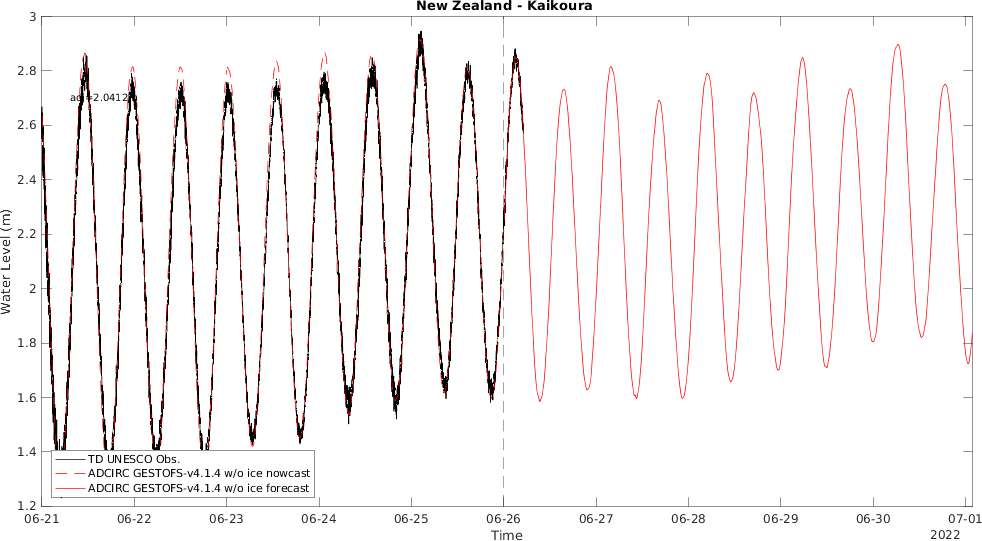 New Zealand - Kaikoura
Water Level (m)
3
2.8
2.6
2.4
2.2
2
1.8
1.6
1.4
1.2
TD UNESCO Obs.
ADCIRC GESTOFS-v4.1.4 w/o ice nowcast
ADCIRC GESTOFS-v4.1.4 w/o ice forecast
06-21 06-22 06-23 06-24 06-25 06-26 06-27 06-28 06-29 06-30 07-01
2022
Time